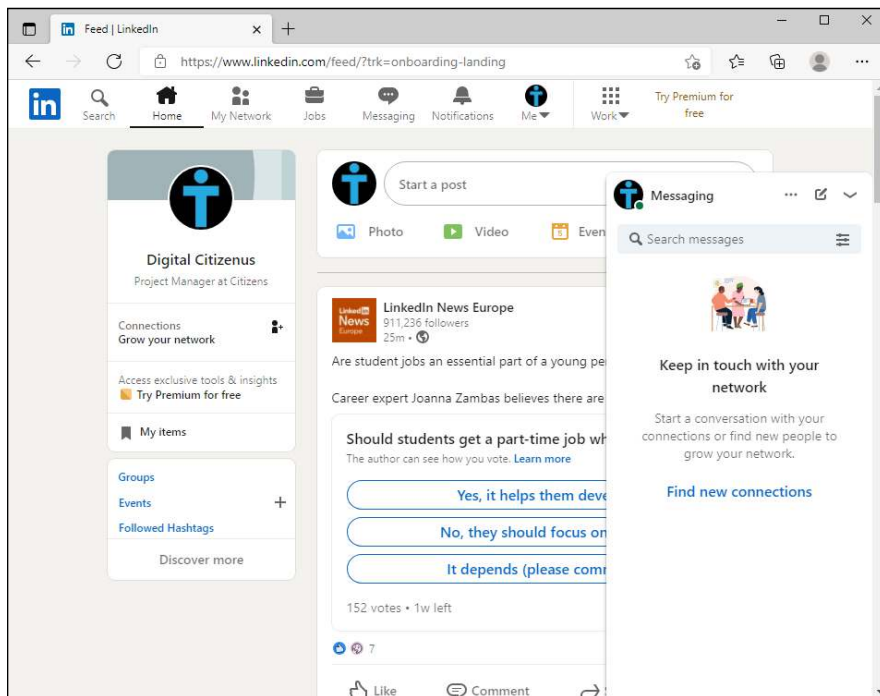 Feed | LinkedIn
https://www.linkedin.com/feed/?trk=onboarding-landing
in
Search
Home
My Network
Jobs
Messaging
Notifications
Me
Work
Try Premium for
free
Digital Citizenus
Project Manager at Citizens
Connections
Grow your network
Access exclusive tools & insights
Try Premium for free
My items
Groups
Events
Followed Hashtags
Discover more
Start a post
Photo
Video
LinkedIn
News
Europe
LinkedIn News Europe
911,236 followers
25m •
Are student jobs an essential part of a young
Career expert Joanna Zambas believes there are
Should students get a part-time job
The author can see how you vote. Learn more
Yes, it helps them
No, they should focus on
It depends (please
152 votes • 1w left
7
Like
Comment
Messaging
Search messages
Keep in touch with your
network
Start a conversation with your
connections or find new people to
grow your network.
Find new connections